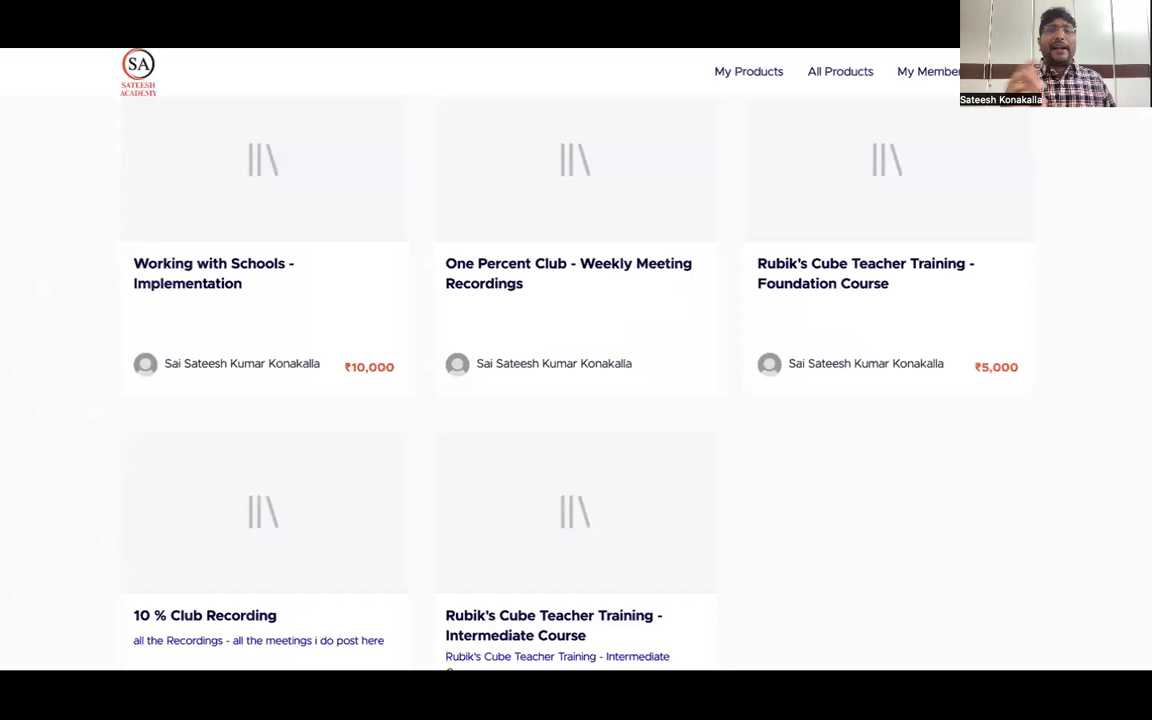 SA
SATEESH
ACADEMY
My Products
All Products
Sateesh Konakalla
Working with Schools -
Implementation
Sai Sateesh Kumar Konakalla
₹10,000
One Percent Club - Weekly Meeting
Recordings
Sai Sateesh Kumar Konakalla
Rubik's Cube Teacher Training -
Foundation Course
Sai Sateesh Kumar Konakalla
₹5,000
10 % Club Recording
all the Recordings - all the meetings i do post here
Rubik's Cube Teacher Training -
Intermediate Course
Rubik's Cube Teacher Training - Intermediate